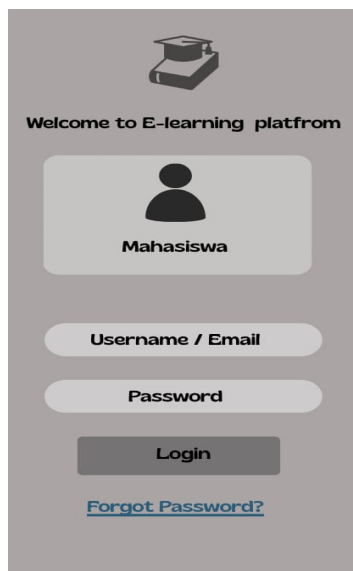 Welcome to E-learning platfrom
Mahasiswa
Username / Email
Password
Login
Forgot Password?